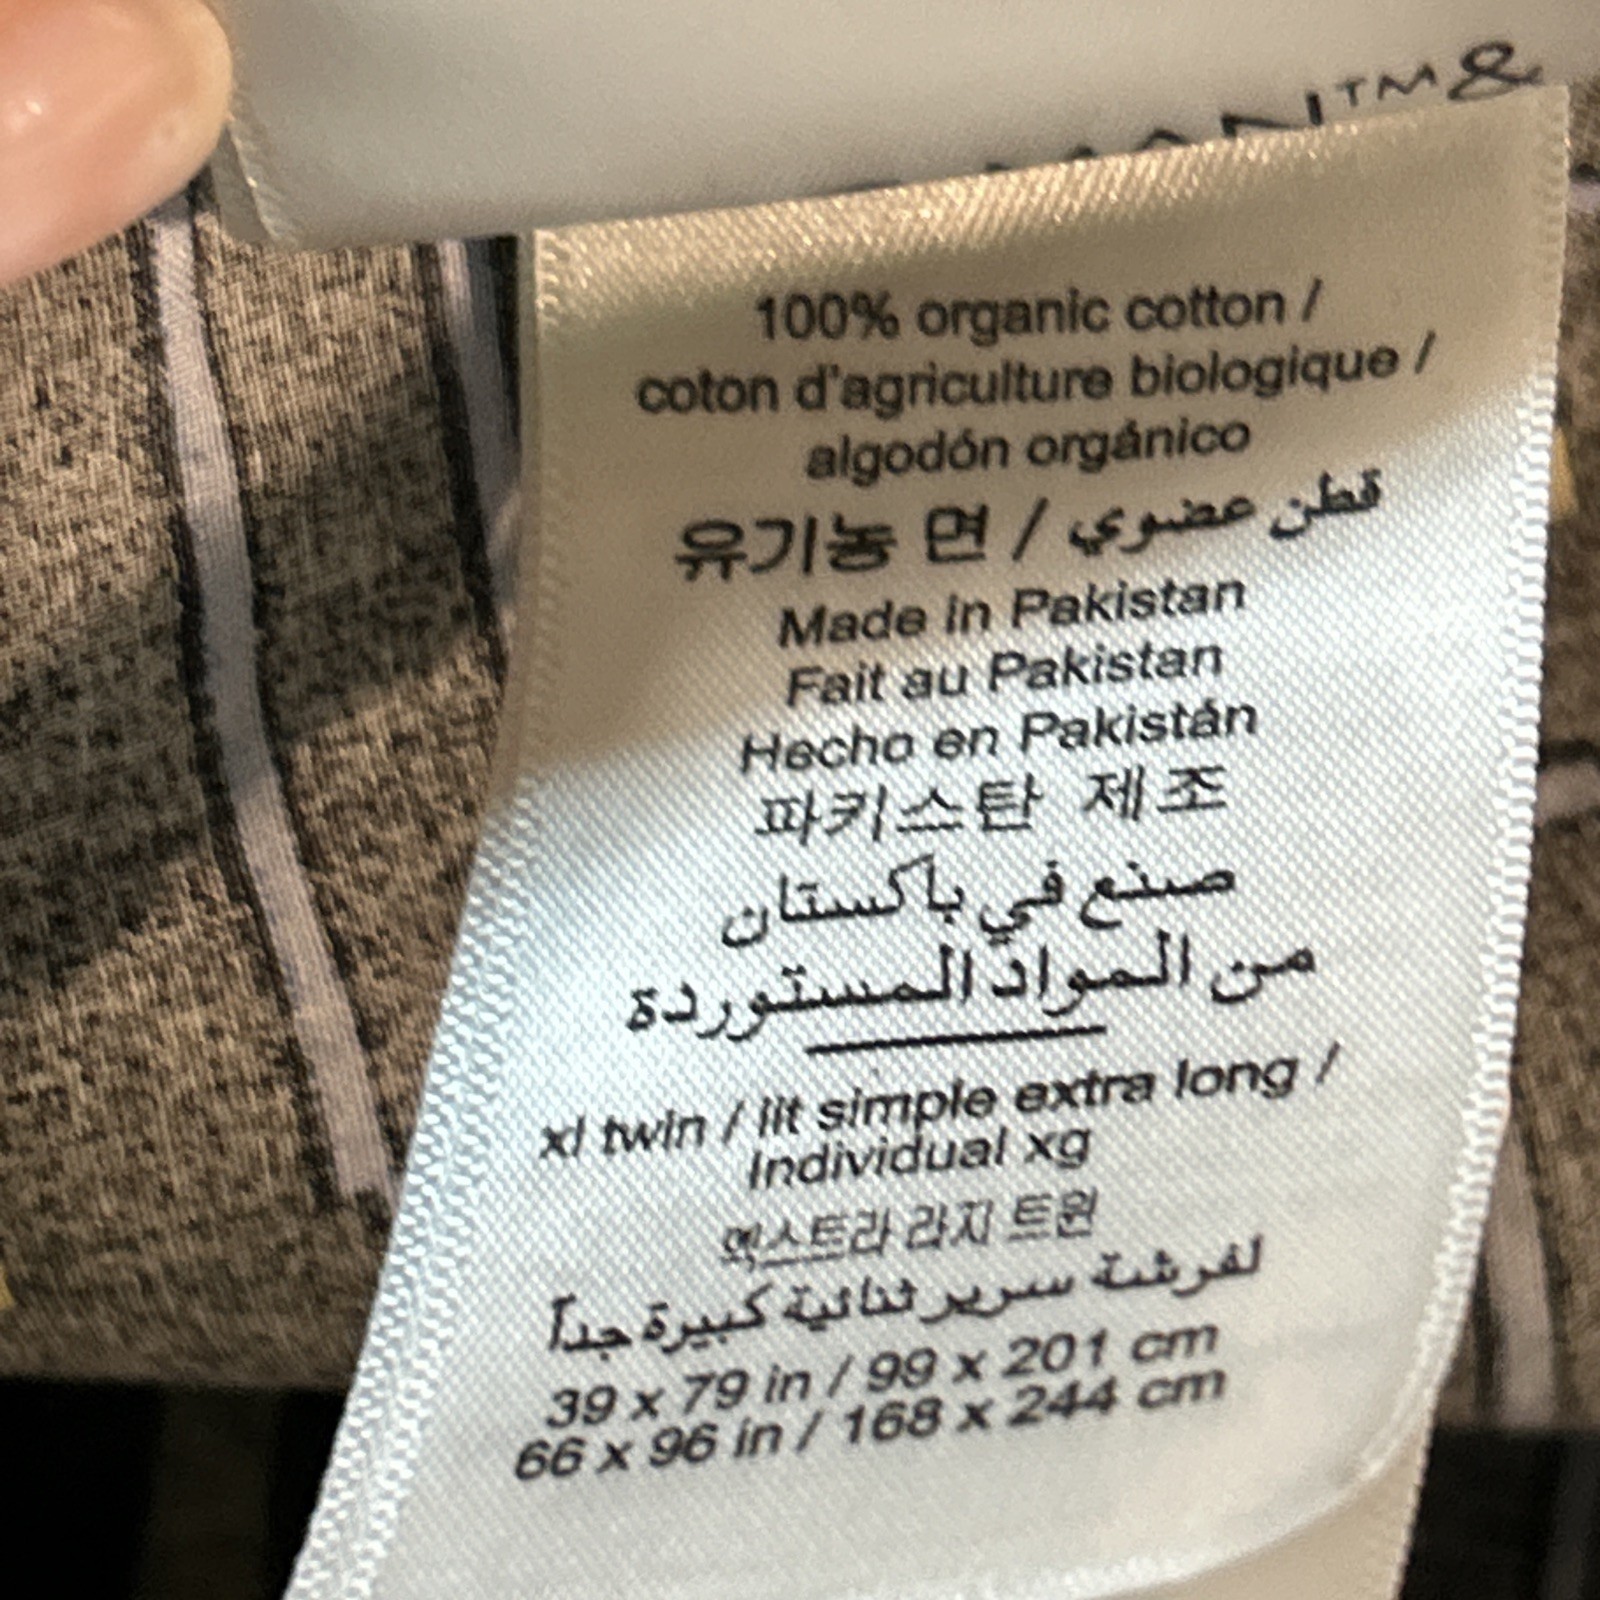 ™&
100% organic cotton /
coton d'agriculture biologique /
algodón orgánico
유기농 면 / قطن عضوي
Made in Pakistan
Fait au Pakistan
Hecho en Pakistán
파키스탄 제조
صنع في باكستان
من المواد المستوردة
xl twin / lit simple extra long /
Individual xg
엑스트라 라지 트윈
لفرشة سرير ثنائية كبيرة جداً
39 x 79 in / 99 x 201 cm
66 x 96 in / 168 x 244 cm